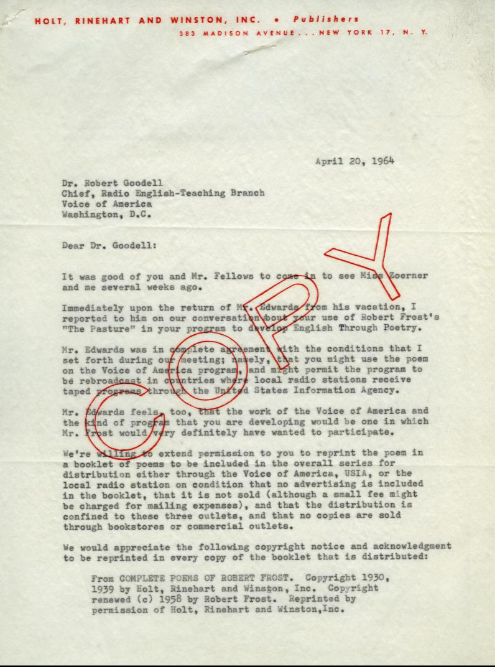 HOLT, RINEHART AND WINSTON, INC. • Publishers
383 MADISON AVENUE... NEW YORK 17, N. Y.
April 20, 1964
Dr. Robert Goodell
Chief, Radio English-Teaching Branch
Voice of America
Washington, D.C.
Dear Dr. Goodell:
It was good of you and Mr. Fellows to come in to see Miss Zoerner
and me several weeks ago.
Immediately upon the return of Mr. Edwards from his vacation, I
reported to him on our conversation about your use of Robert Frost's
"The Pasture" in your program to develop English Through Poetry.
Mr. Edwards was in complete agreement with the conditions that I
set forth during our meeting; namely, that you might use the poem
on the Voice of America program, and might permit the program to
be rebroadcast in countries where local radio stations receive
taped programs through the United States Information Agency.
Mr. Edwards feels, too, that the work of the Voice of America and
the kind of program that you are developing would be one in which
Mr. Frost would very definitely have wanted to participate.
We're willing to extend permission to you to reprint the poem in
a booklet of poems to be included in the overall series for
distribution either through the Voice of America, USIA, or the
local radio station on condition that no advertising is included
in the booklet, that it is not sold (although a small fee might
be charged for mailing expenses), and that the distribution is
confined to these three outlets, and that no copies are sold
through bookstores or commercial outlets.
We would appreciate the following copyright notice and acknowledgment
to be reprinted in every copy of the booklet that is distributed:
From COMPLETE POEMS OF ROBERT FROST. Copyright 1930,
1939 by Holt, Rinehart and Winston, Inc. Copyright
renewed (c) 1958 by Robert Frost. Reprinted by
permission of Holt, Rinehart and Winston,Inc.
COPY